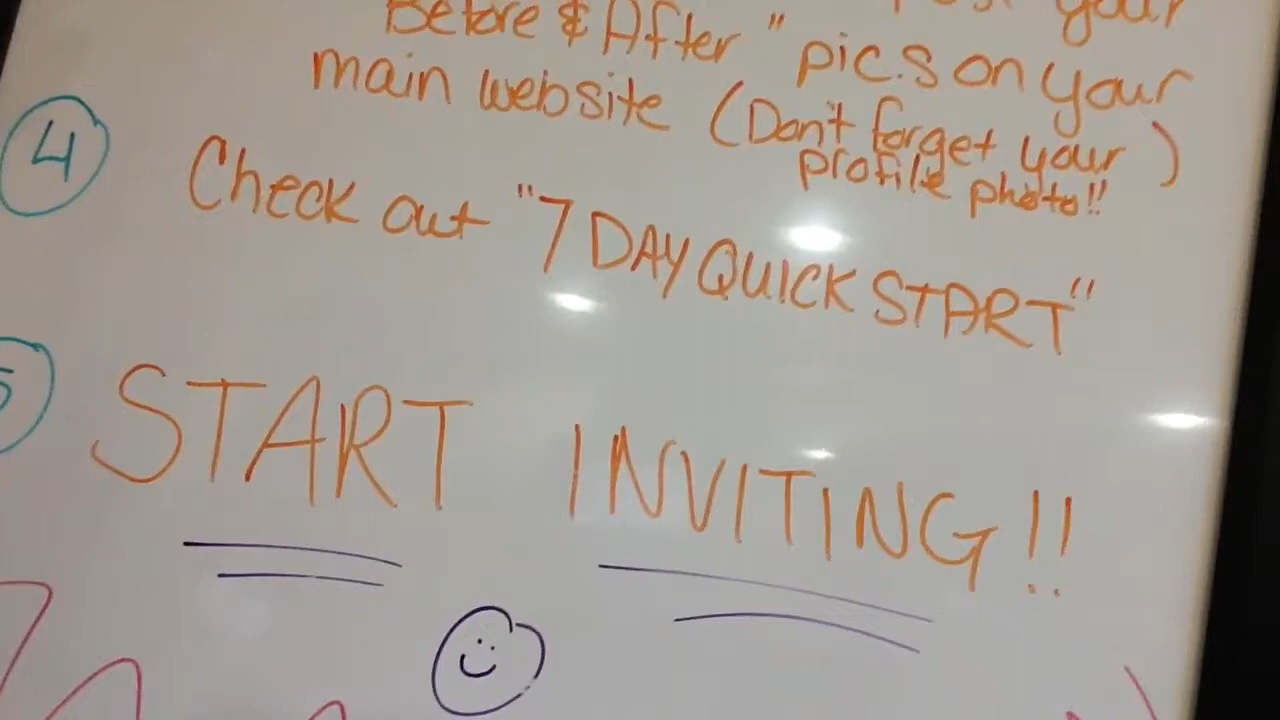 your
Before & After" pics on your
main website (Don't forget your
profile photo!!)
4 Check out "7 DAY QUICK START"
5 START INVITING!!